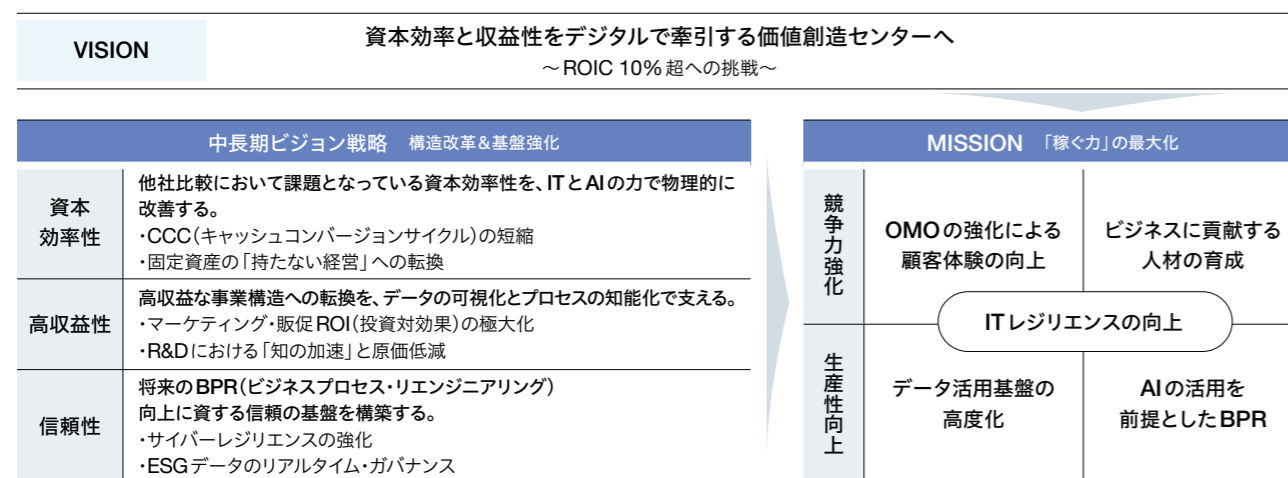 VISION
資本効率と収益性をデジタルで牽引する価値創造センターへ
～ROIC 10%超への挑戦～
中長期ビジョン戦略 構造改革&基盤強化
資本
効率性
他社比較において課題となっている資本効率性を、ITとAIの力で物理的に
改善する。
・CCC(キャッシュコンバージョンサイクル)の短縮
・固定資産の「持たない経営」への転換
高収益性
高収益な事業構造への転換を、データの可視化とプロセスの知能化で支える。
・マーケティング・販促ROI(投資対効果)の極大化
・R&Dにおける「知の加速」と原価低減
信頼性
将来のBPR(ビジネスプロセス・リエンジニアリング)
向上に資する信頼の基盤を構築する。
・サイバーレジリエンスの強化
・ESGデータのリアルタイム・ガバナンス
MISSION 「稼ぐ力」の最大化
競争力強化
OMOの強化による
顧客体験の向上
ビジネスに貢献する
人材の育成
ITレジリエンスの向上
生産性向上
データ活用基盤の
高度化
AIの活用を
前提としたBPR